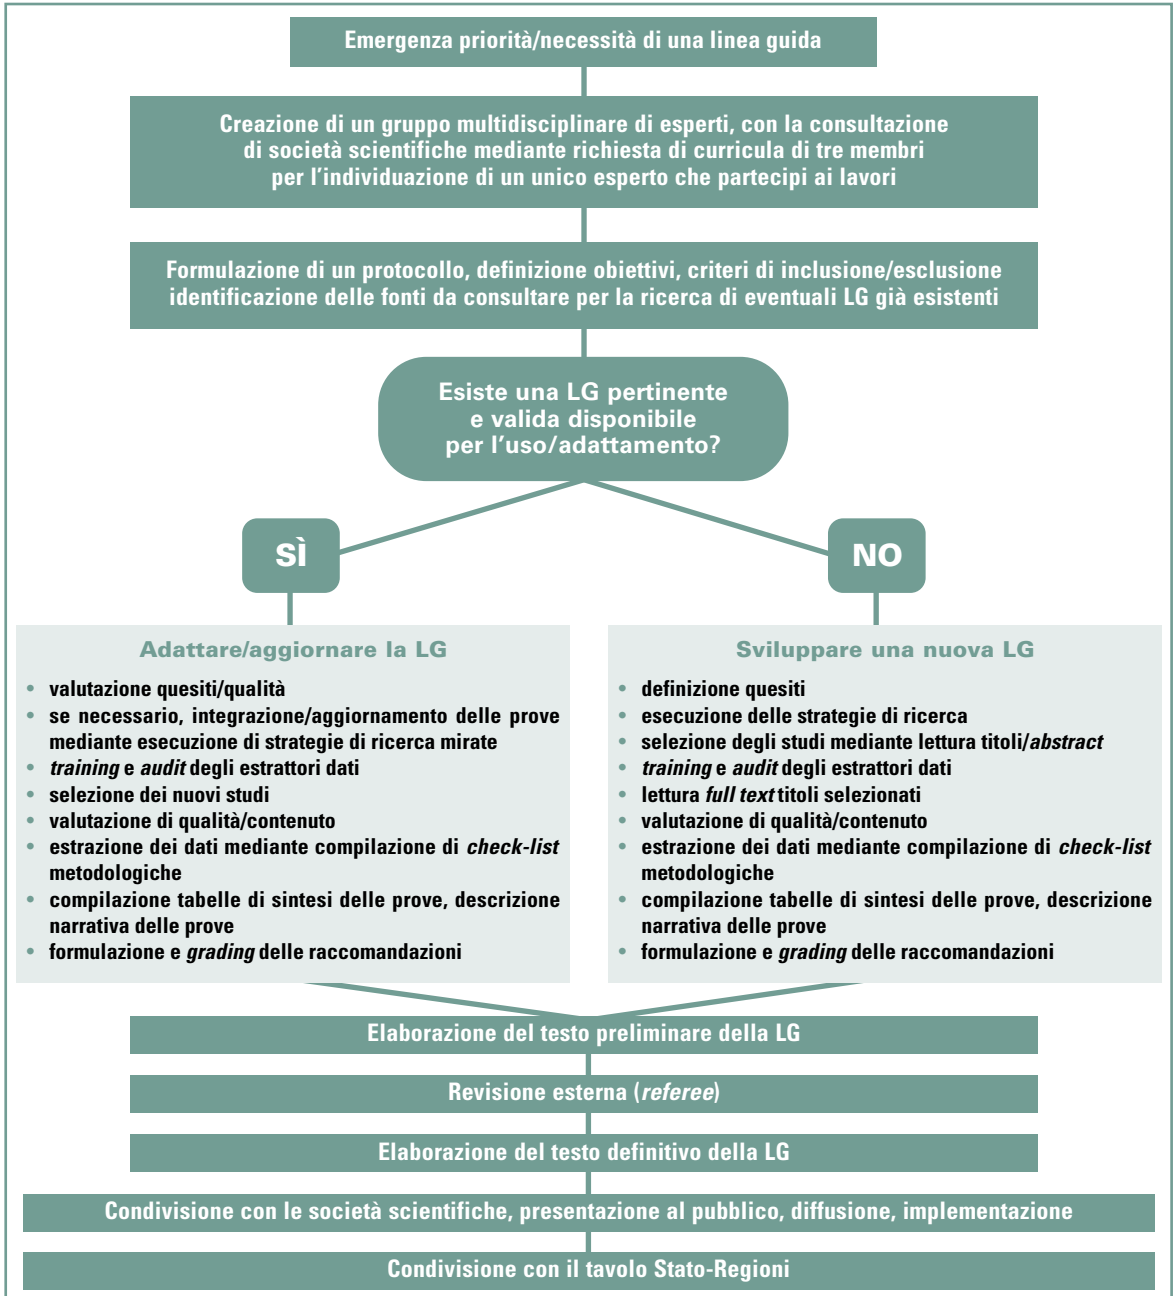 Emergenza priorità/necessità di una linea guida
Creazione di un gruppo multidisciplinare di esperti, con la consultazione
di società scientifiche mediante richiesta di curricula di tre membri
per l'individuazione di un unico esperto che partecipi ai lavori
Formulazione di un protocollo, definizione obiettivi, criteri di inclusione/esclusione
identificazione delle fonti da consultare per la ricerca di eventuali LG già esistenti
Esiste una LG pertinente
e valida disponibile
per l'uso/adattamento?
SÌ
NO
Adattare/aggiornare la LG
• valutazione quesiti/qualità
• se necessario, integrazione/aggiornamento delle prove
mediante esecuzione di strategie di ricerca mirate
• training e audit degli estrattori dati
• selezione dei nuovi studi
• valutazione di qualità/contenuto
• estrazione dei dati mediante compilazione di check-list
metodologiche
• compilazione tabelle di sintesi delle prove, descrizione
narrativa delle prove
• formulazione e grading delle raccomandazioni
Sviluppare una nuova LG
• definizione quesiti
• esecuzione delle strategie di ricerca
• selezione degli studi mediante lettura titoli/abstract
• training e audit degli estrattori dati
• lettura full text titoli selezionati
• valutazione di qualità/contenuto
• estrazione dei dati mediante compilazione di check-list
metodologiche
• compilazione tabelle di sintesi delle prove, descrizione
narrativa delle prove
• formulazione e grading delle raccomandazioni
Elaborazione del testo preliminare della LG
Revisione esterna (referee)
Elaborazione del testo definitivo della LG
Condivisione con le società scientifiche, presentazione al pubblico, diffusione, implementazione
Condivisione con il tavolo Stato-Regioni